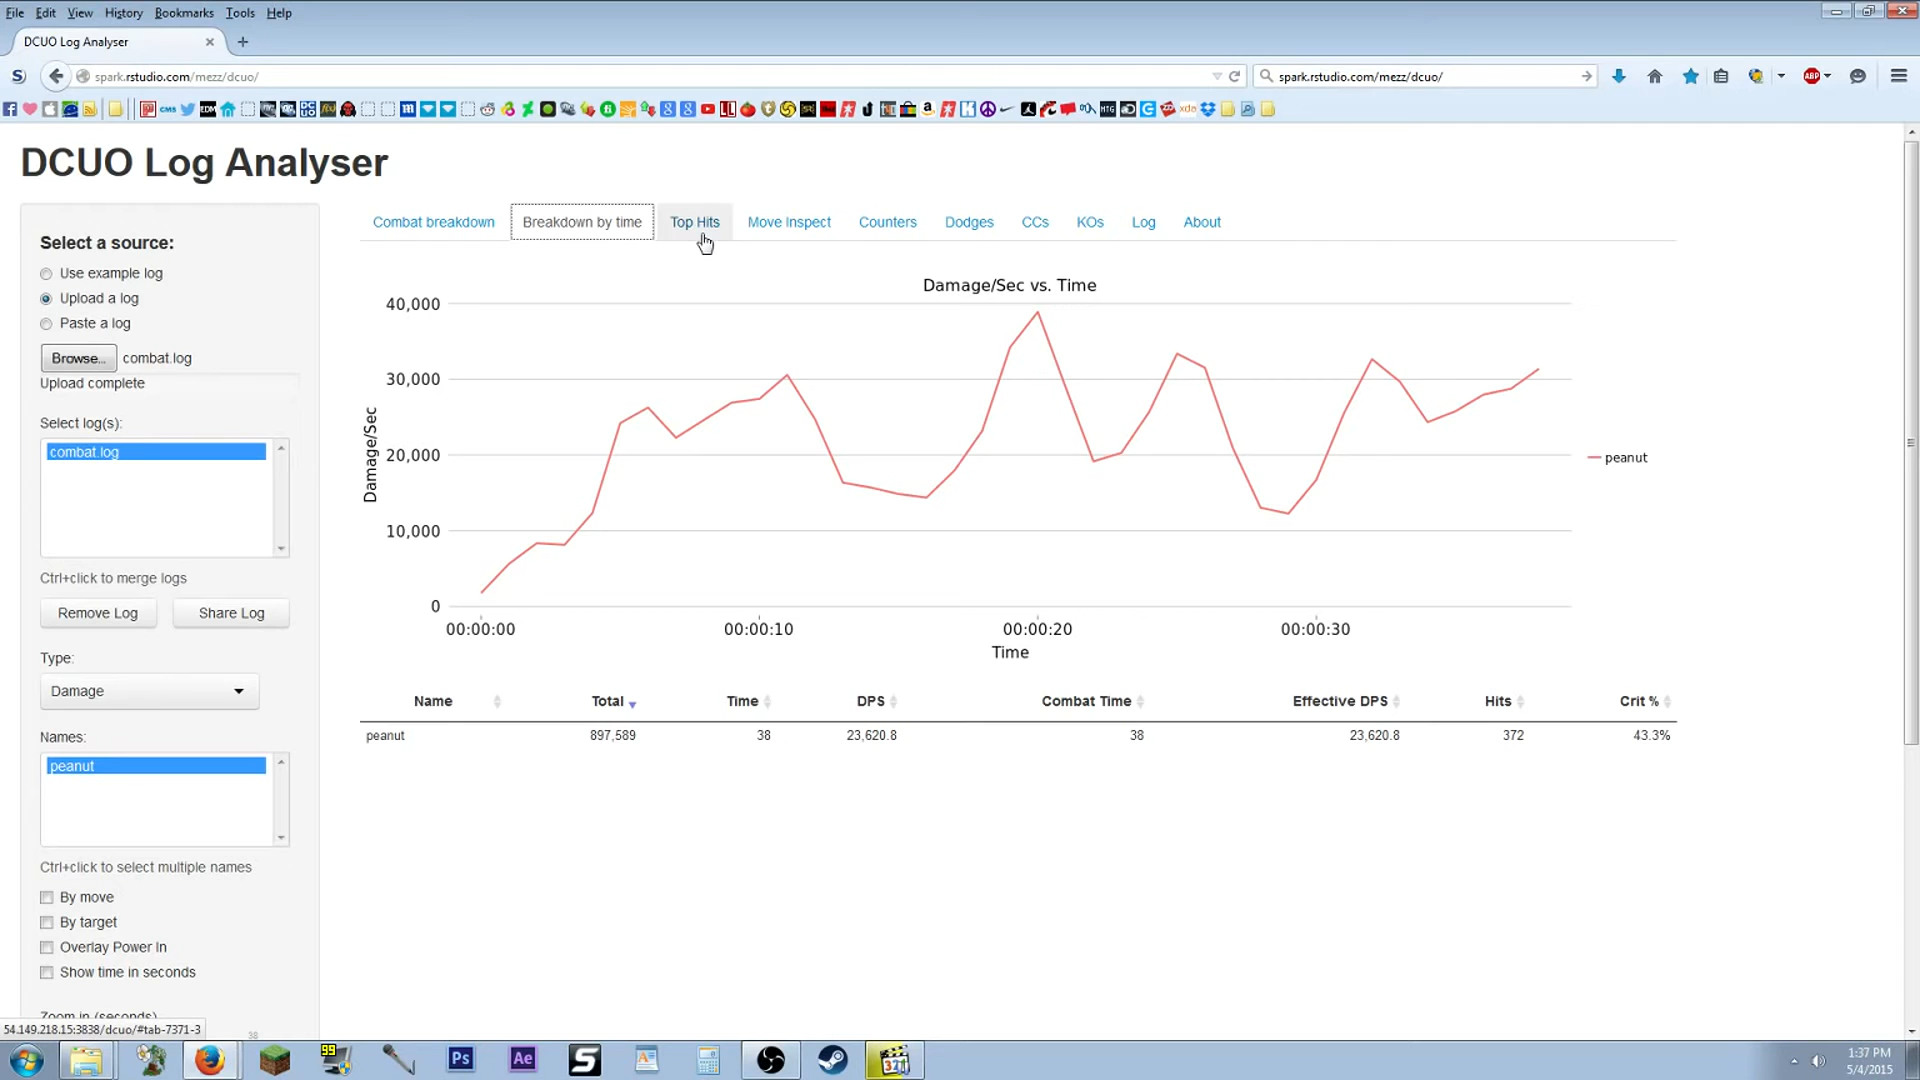 File Edit View History Bookmarks Tools Help
DCUO Log Analyser
spark.rstudio.com/mezz/dcuo/
spark.rstudio.com/mezz/dcuo/
DCUO Log Analyser
Select a source:
Use example log
Upload a log
Paste a log
Browse... combat.log
Upload complete
Select log(s):
combat.log
Ctrl+click to merge logs
Remove Log Share Log
Type:
Damage
Names:
peanut
Ctrl+click to select multiple names
By move
By target
Overlay Power In
Show time in seconds
Zoom in (seconds)
38
Combat breakdown Breakdown by time Top Hits Move Inspect Counters Dodges CCs KOs Log About
Damage/Sec vs. Time
Damage/Sec
40,000
30,000
20,000
10,000
0
00:00:00 00:00:10 00:00:20 00:00:30
Time
peanut
Name Total Time DPS Combat Time Effective DPS Hits Crit %
peanut 897,589 38 23,620.8 38 23,620.8 372 43.3%
54.149.218.15:3838/dcuo/#tab-7371-3
99
Ps
Ae
S
321
1:37 PM
5/4/2015